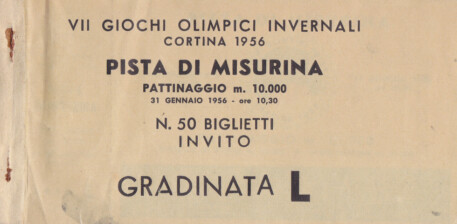 VII GIOCHI OLIMPICI INVERNALI
CORTINA 1956
PISTA DI MISURINA
PATTINAGGIO m. 10.000
31 GENNAIO 1956 - ore 10,30
N. 50 BIGLIETTI
INVITO
GRADINATA L